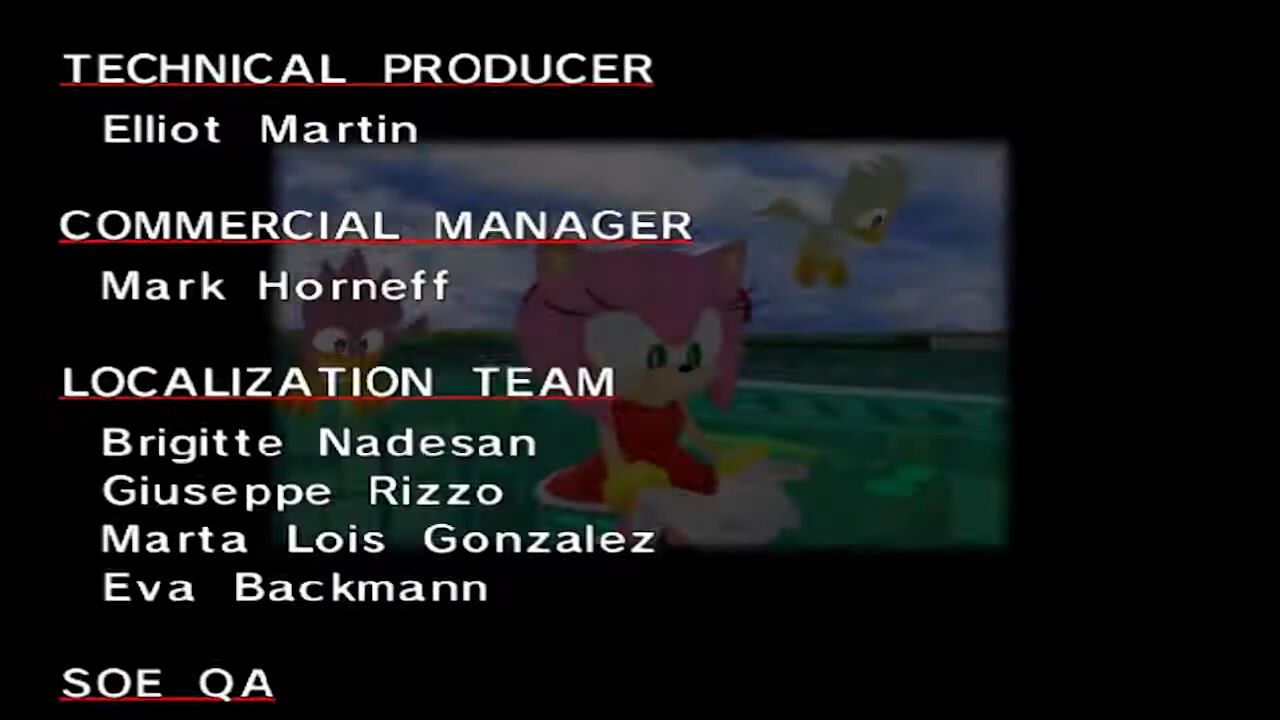 TECHNICAL PRODUCER
Elliot Martin
COMMERCIAL MANAGER
Mark Horneff
LOCALIZATION TEAM
Brigitte Nadesan
Giuseppe Rizzo
Marta Lois Gonzalez
Eva Backmann
SOE QA